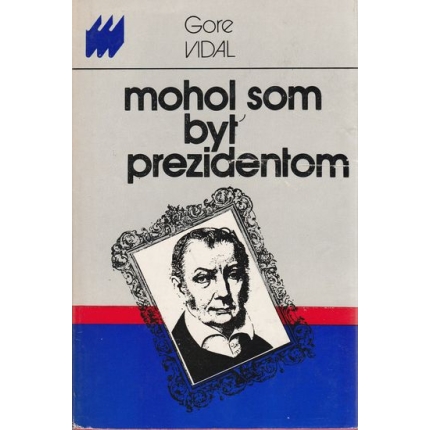 Gore
VIDAL
mohol som
byť
prezidentom